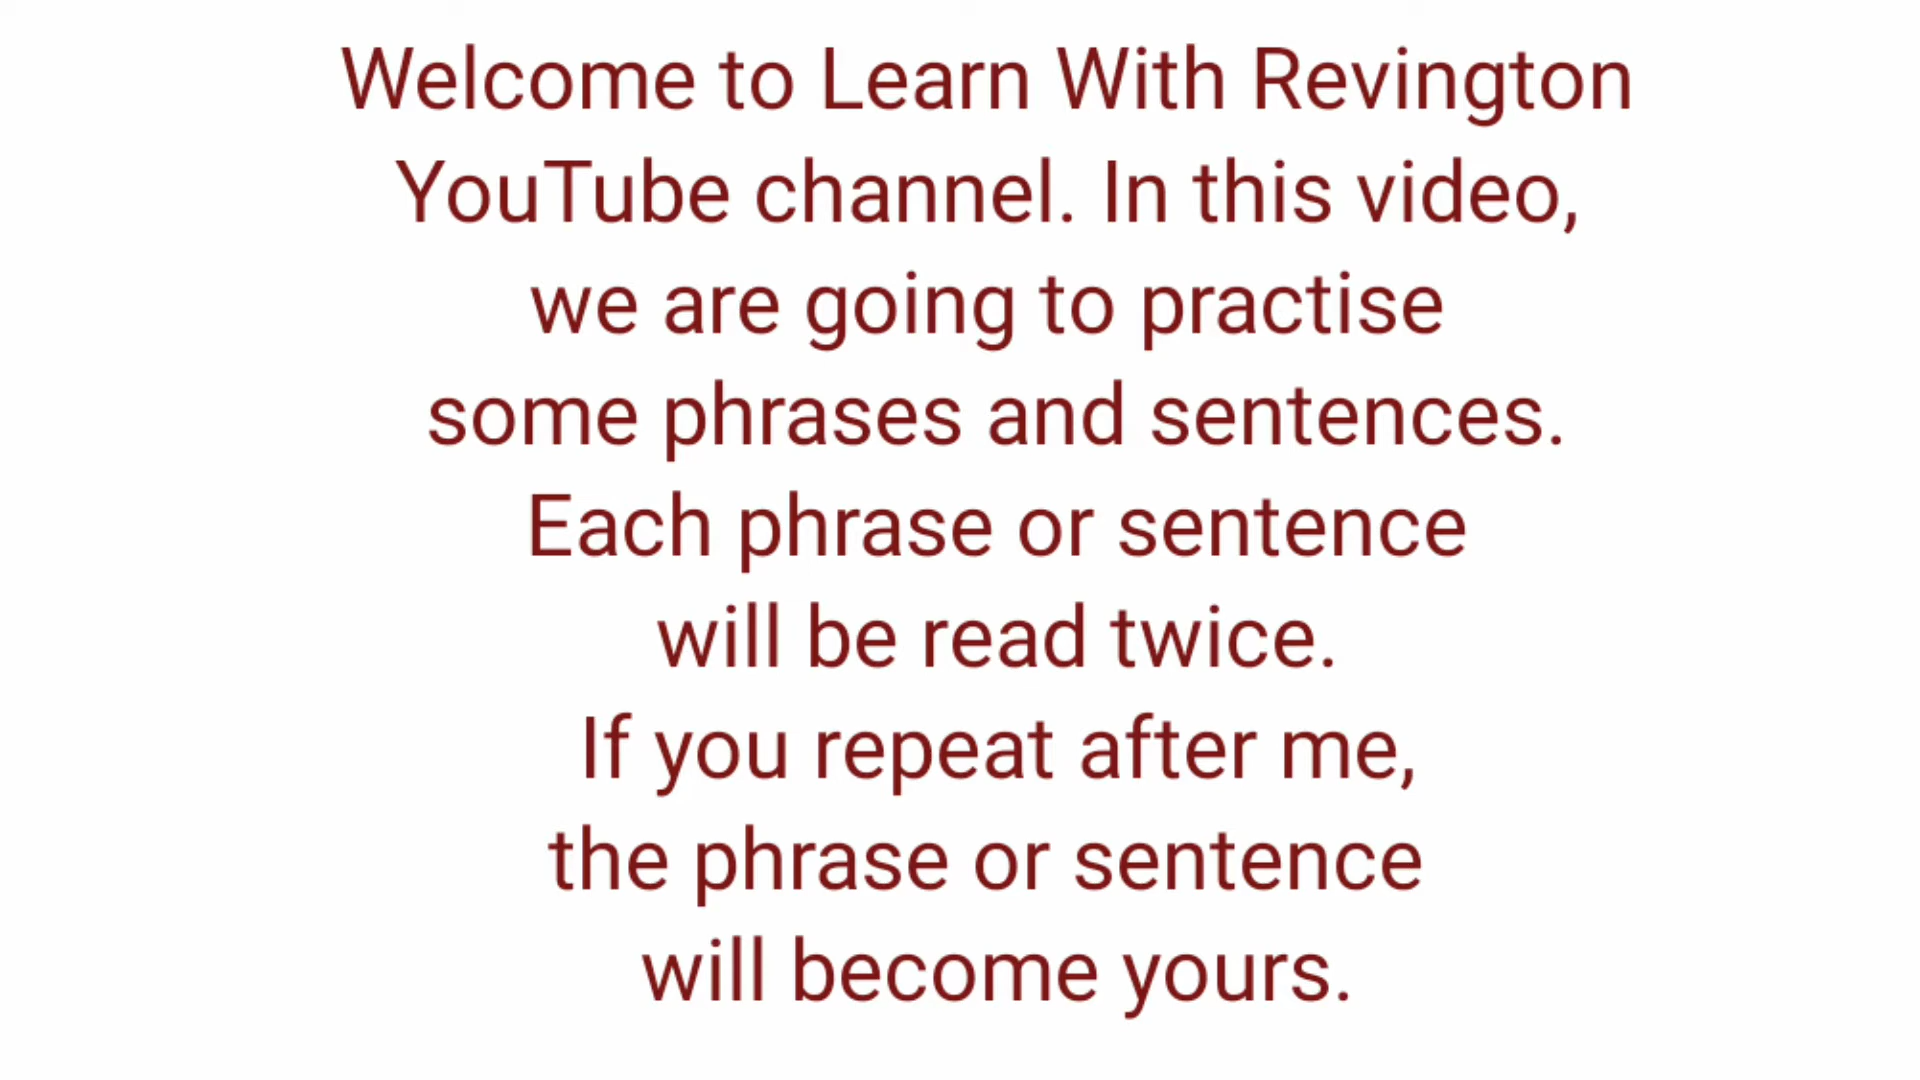 Welcome to Learn With Revington
YouTube channel. In this video,
we are going to practise
some phrases and sentences.
Each phrase or sentence
will be read twice.
If you repeat after me,
the phrase or sentence
will become yours.